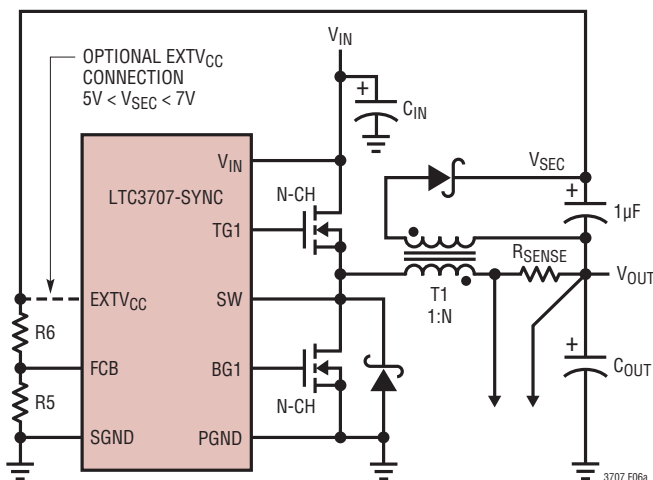 VIN
OPTIONAL EXTVCC
CONNECTION
5V < VSEC < 7V
+
CIN
VIN
LTC3707-SYNC
N-CH
VSEC
+
1µF
TG1
RSENSE
VOUT
T1
1:N
EXTVCC
SW
R6
+
COUT
FCB
BG1
R5
N-CH
SGND
PGND
3707 F06a